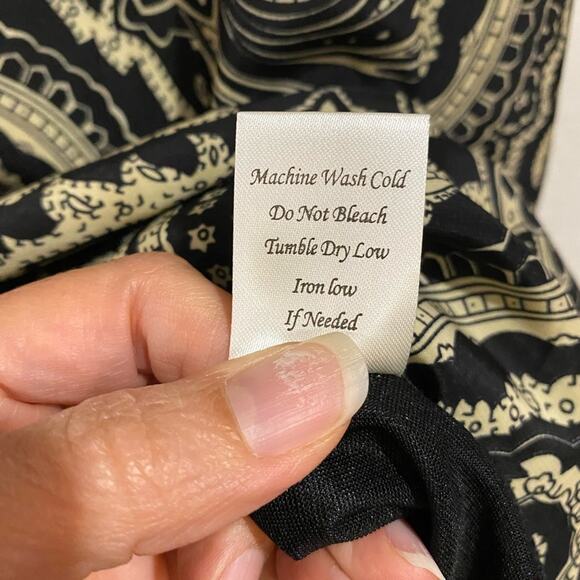 Machine Wash Cold
Do Not Bleach
Tumble Dry Low
Iron low
If Needed